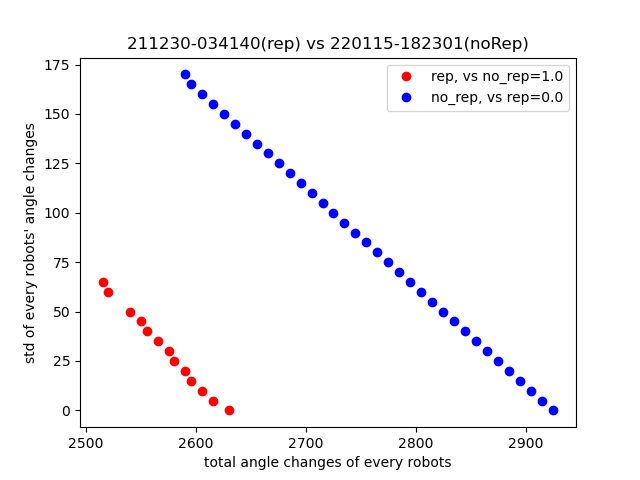 211230-034140(rep) vs 220115-182301(noRep)
rep, vs no_rep=1.0
no_rep, vs rep=0.0
std of every robots' angle changes
175
150
125
100
75
50
25
0
2500 2600 2700 2800 2900
total angle changes of every robots